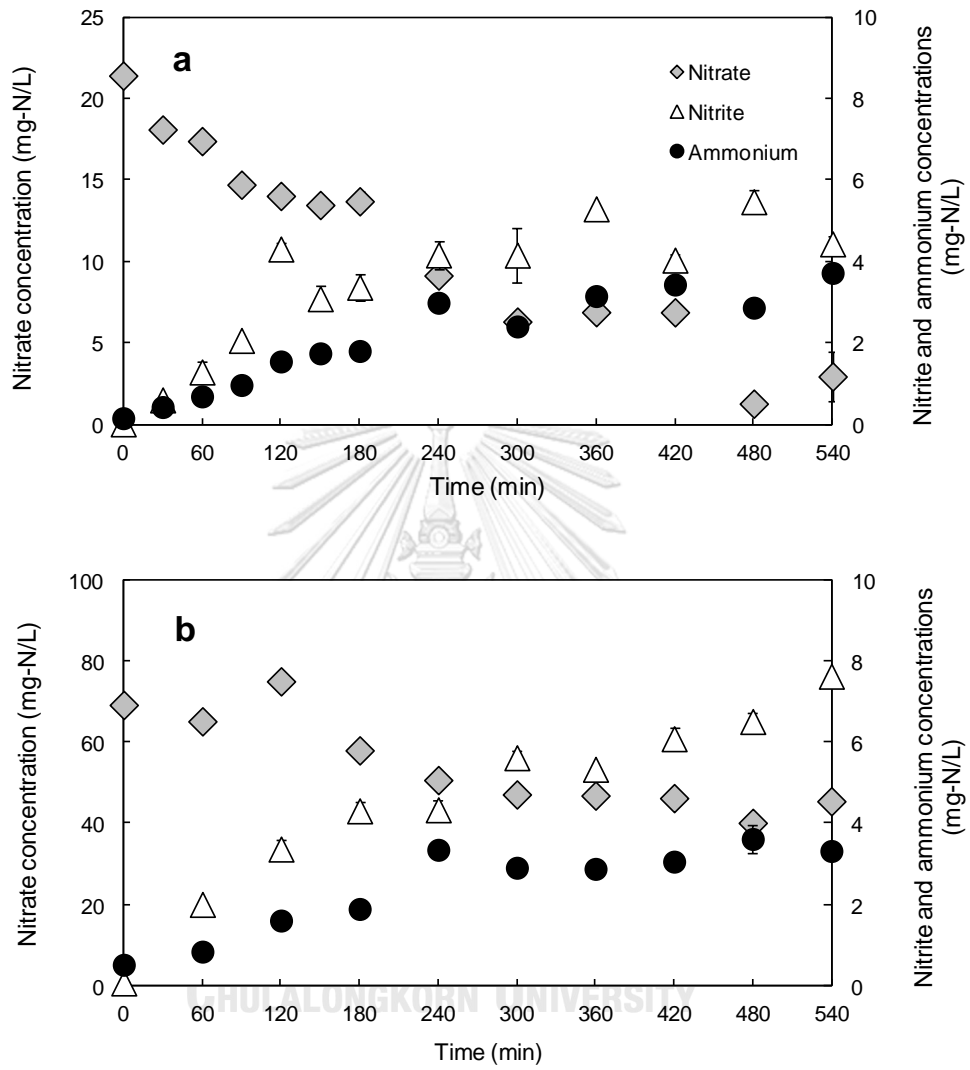 a
Nitrate concentration (mg-N/L)
25
20
15
10
5
0
Nitrate
Nitrite
Ammonium
10
8
6
4
2
0
Nitrite and ammonium concentrations
(mg-N/L)
0 60 120 180 240 300 360 420 480 540
Time (min)
b
Nitrate concentration (mg-N/L)
100
80
60
40
20
0
10
8
6
4
2
0
Nitrite and ammonium concentrations
(mg-N/L)
CHULALONGKORN UNIVERSITY
0 60 120 180 240 300 360 420 480 540
Time (min)